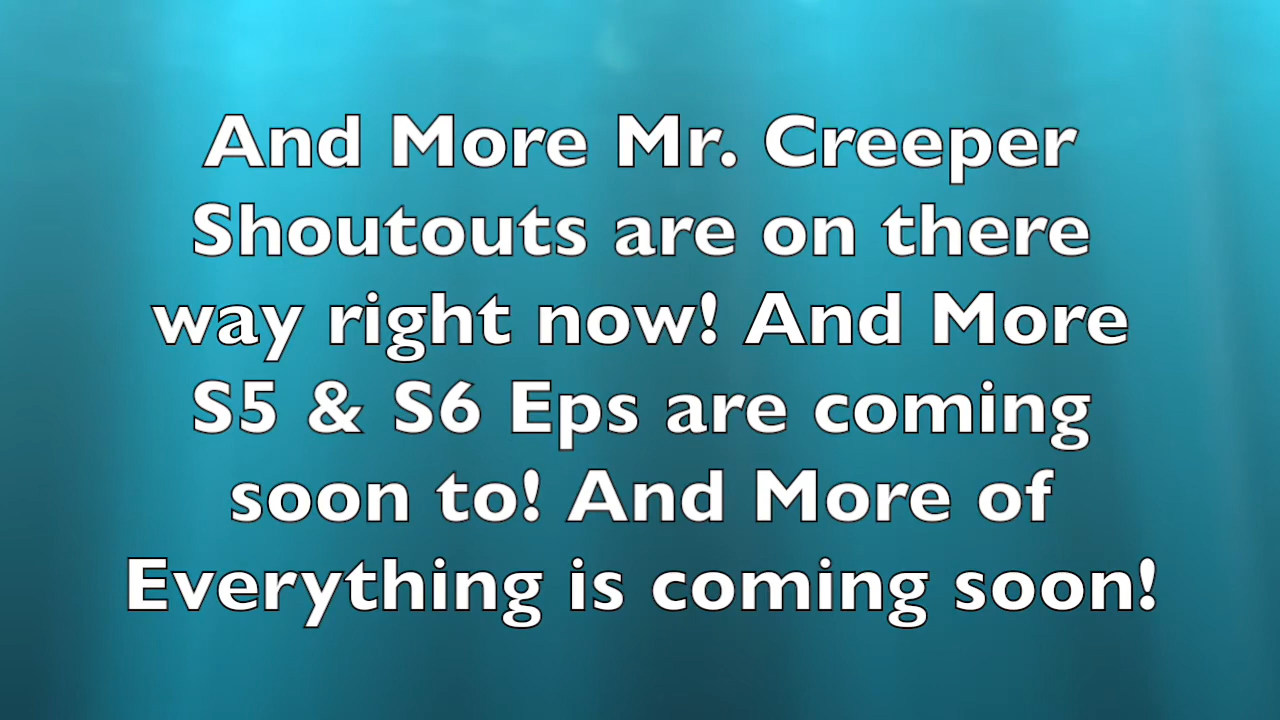 And More Mr. Creeper
Shoutouts are on there
way right now! And More
S5 & S6 Eps are coming
soon to! And More of
Everything is coming soon!